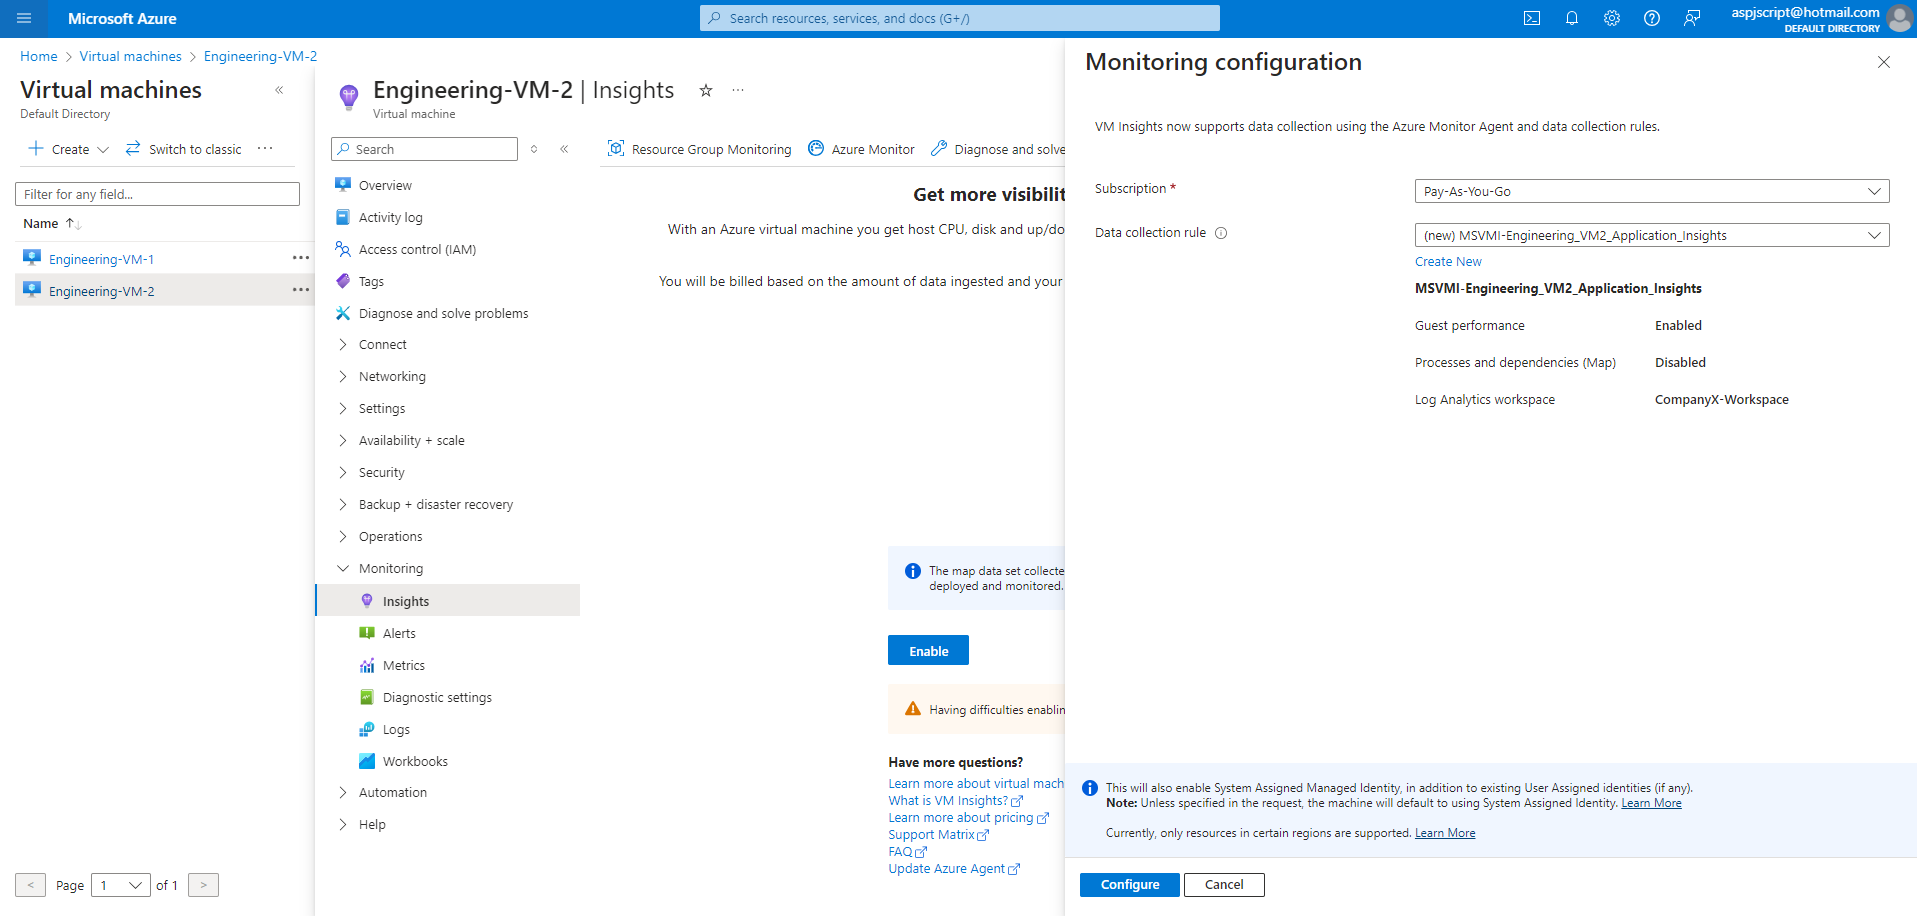 Microsoft Azure
Search resources, services, and docs (G+/)
aspjscript@hotmail.com
DEFAULT DIRECTORY
Home > Virtual machines > Engineering-VM-2
Virtual machines
Default Directory
Create
Switch to classic
Filter for any field...
Name
Engineering-VM-1
Engineering-VM-2
< Page 1 of 1 >
Engineering-VM-2 | Insights
Virtual machine
Search
Overview
Activity log
Access control (IAM)
Tags
Diagnose and solve problems
Connect
Networking
Settings
Availability + scale
Security
Backup + disaster recovery
Operations
Monitoring
Insights
Alerts
Metrics
Diagnostic settings
Logs
Workbooks
Automation
Help
Resource Group Monitoring
Azure Monitor
Diagnose and solve
Get more visibilit
With an Azure virtual machine you get host CPU, disk and up/do
You will be billed based on the amount of data ingested and your
The map data set collecte
deployed and monitored.
Enable
Having difficulties enablin
Have more questions?
Learn more about virtual mach
What is VM Insights?
Learn more about pricing
Support Matrix
FAQ
Update Azure Agent
Monitoring configuration
VM Insights now supports data collection using the Azure Monitor Agent and data collection rules.
Subscription *
Pay-As-You-Go
Data collection rule
(new) MSVMI-Engineering_VM2_Application_Insights
Create New
MSVMI-Engineering_VM2_Application_Insights
Guest performance Enabled
Processes and dependencies (Map) Disabled
Log Analytics workspace CompanyX-Workspace
This will also enable System Assigned Managed Identity, in addition to existing User Assigned identities (if any).
Note: Unless specified in the request, the machine will default to using System Assigned Identity. Learn More
Currently, only resources in certain regions are supported. Learn More
Configure
Cancel